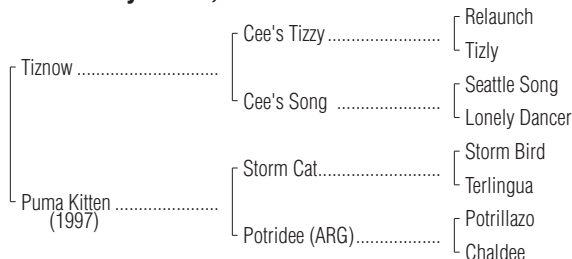 Relaunch
Cee's Tizzy
Tizly
Tiznow
Seattle Song
Cee's Song
Lonely Dancer
Storm Bird
Storm Cat
Terlingua
Puma Kitten
(1997)
Potrillazo
Potridee (ARG)
Chaldee